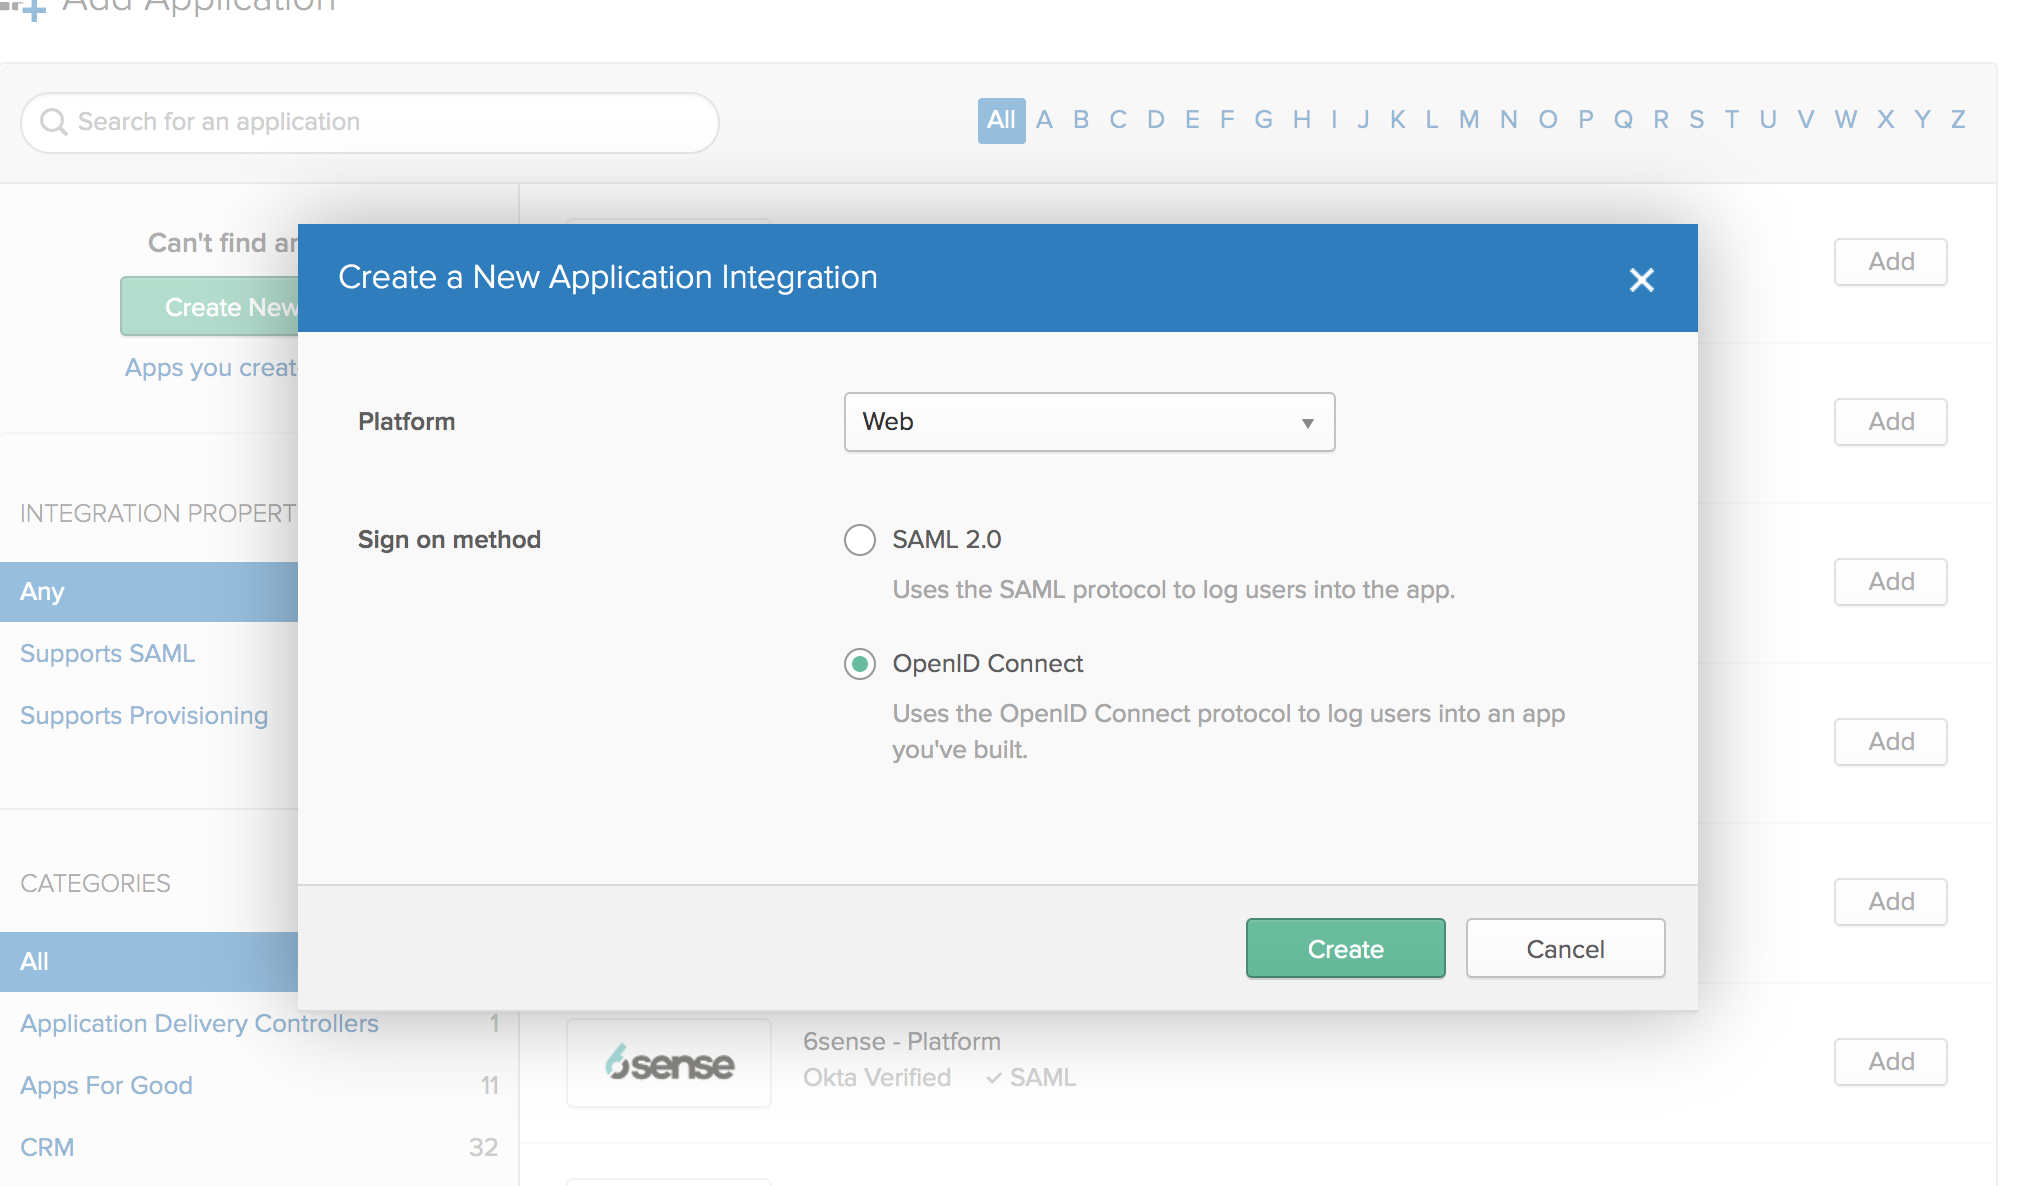 Add Application
Search for an application
All A B C D E F G H I J K L M N O P Q R S T U V W X Y Z
Can't find
Create New
Apps you
INTEGRATION
Any
Supports SAML
Supports Provisioning
CATEGORIES
All
Application Delivery Controllers 1
Apps For Good 11
CRM 32
Create a New Application Integration
Platform
Web
Sign on method
SAML 2.0
Uses the SAML protocol to log users into the app.
OpenID Connect
Uses the OpenID Connect protocol to log users into an app
you've built.
Create
Cancel
Add
Add
Add
Add
Add
6sense
6sense - Platform
Okta Verified
SAML
Add